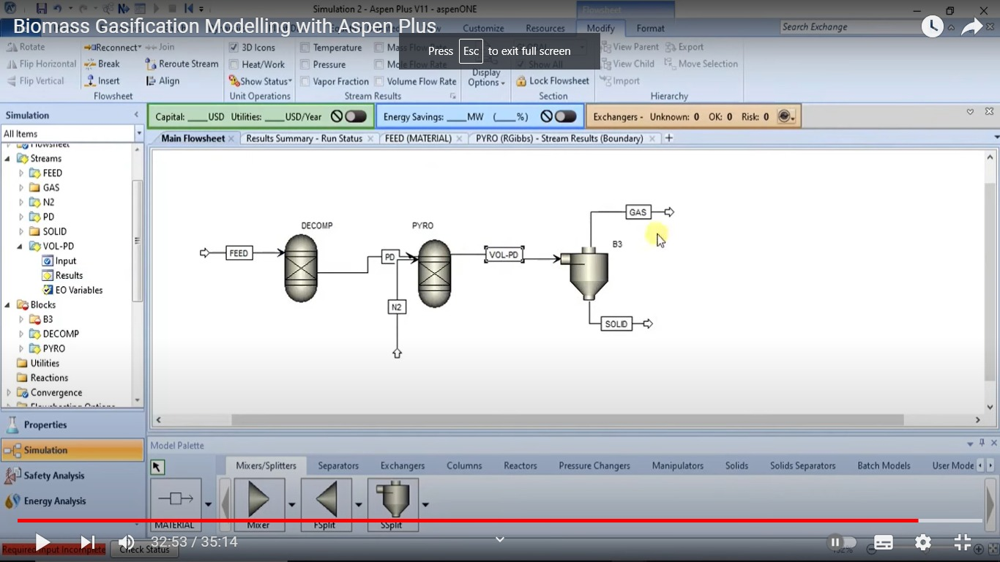 Simulation 2 - Aspen Plus V11 - aspenONE
Flowsheet
Biomass Gasification Modelling with Aspen Plus
Customize Resources Modify Format
Search Exchange
Press Esc to exit full screen
Rotate
Flip Horizontal
Flip Vertical
Reconnect Join
Break Reroute Stream
Insert Align
Flowsheet
3D Icons
Heat/Work
Show Status
Unit Operations
Temperature
Pressure Mole Flow Rate
Vapor Fraction Volume Flow Rate
Stream Results
Display
Options
Show All
Lock Flowsheet
Section
View Parent Export
View Child Move Selection
Import
Hierarchy
Simulation
Capital: ____USD Utilities: ____USD/Year
Energy Savings: ____MW (____%)
Exchangers - Unknown: 0 OK: 0 Risk: 0
All Items
Main Flowsheet Results Summary - Run Status FEED (MATERIAL) PYRO (RGibbs) - Stream Results (Boundary) +
Flowsheet
Streams
FEED
GAS
N2
PD
SOLID
VOL-PD
Input
Results
EO Variables
Blocks
B3
DECOMP
PYRO
Utilities
Reactions
Convergence
Flowsheeting Options
Properties
Simulation
Safety Analysis
Energy Analysis
DECOMP
PYRO
GAS
B3
FEED
PD
VOL-PD
N2
SOLID
Model Palette
Mixers/Splitters Separators Exchangers Columns Reactors Pressure Changers Manipulators Solids Solids Separators Batch Models User Mode
MATERIAL Mixer FSplit SSplit
32:53 / 35:14
Required Input Incomplete Check Status
132%